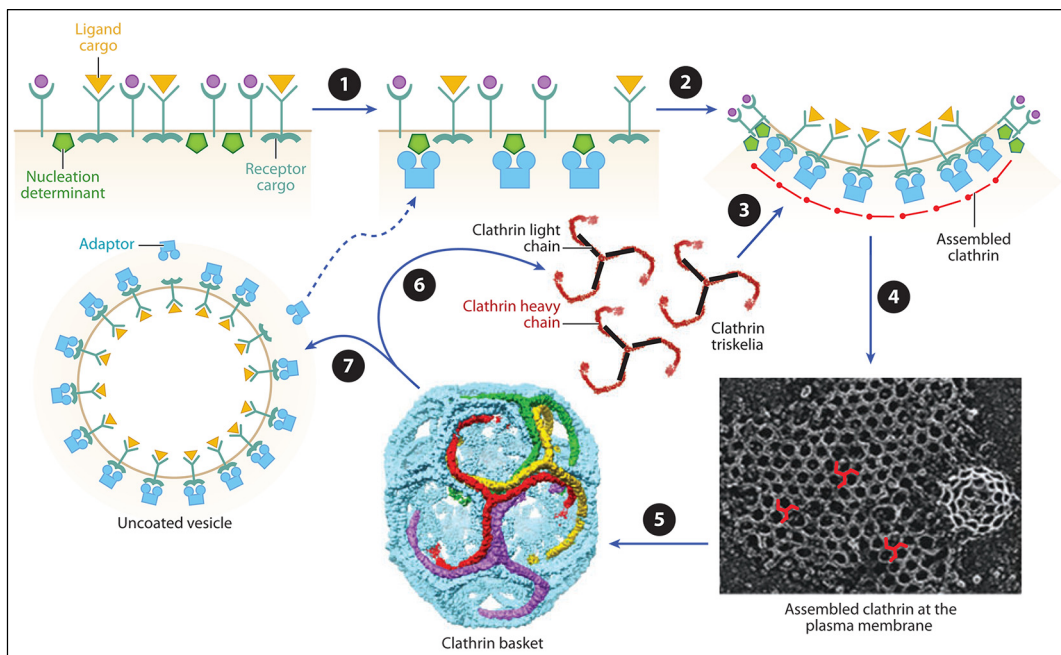 Ligand
cargo
1
2
Nucleation
determinant
Receptor
cargo
Adaptor
3
Assembled
clathrin
Clathrin light
chain
6
4
Clathrin heavy
chain
Clathrin
triskelia
7
Uncoated vesicle
5
Clathrin basket
Assembled clathrin at the
plasma membrane